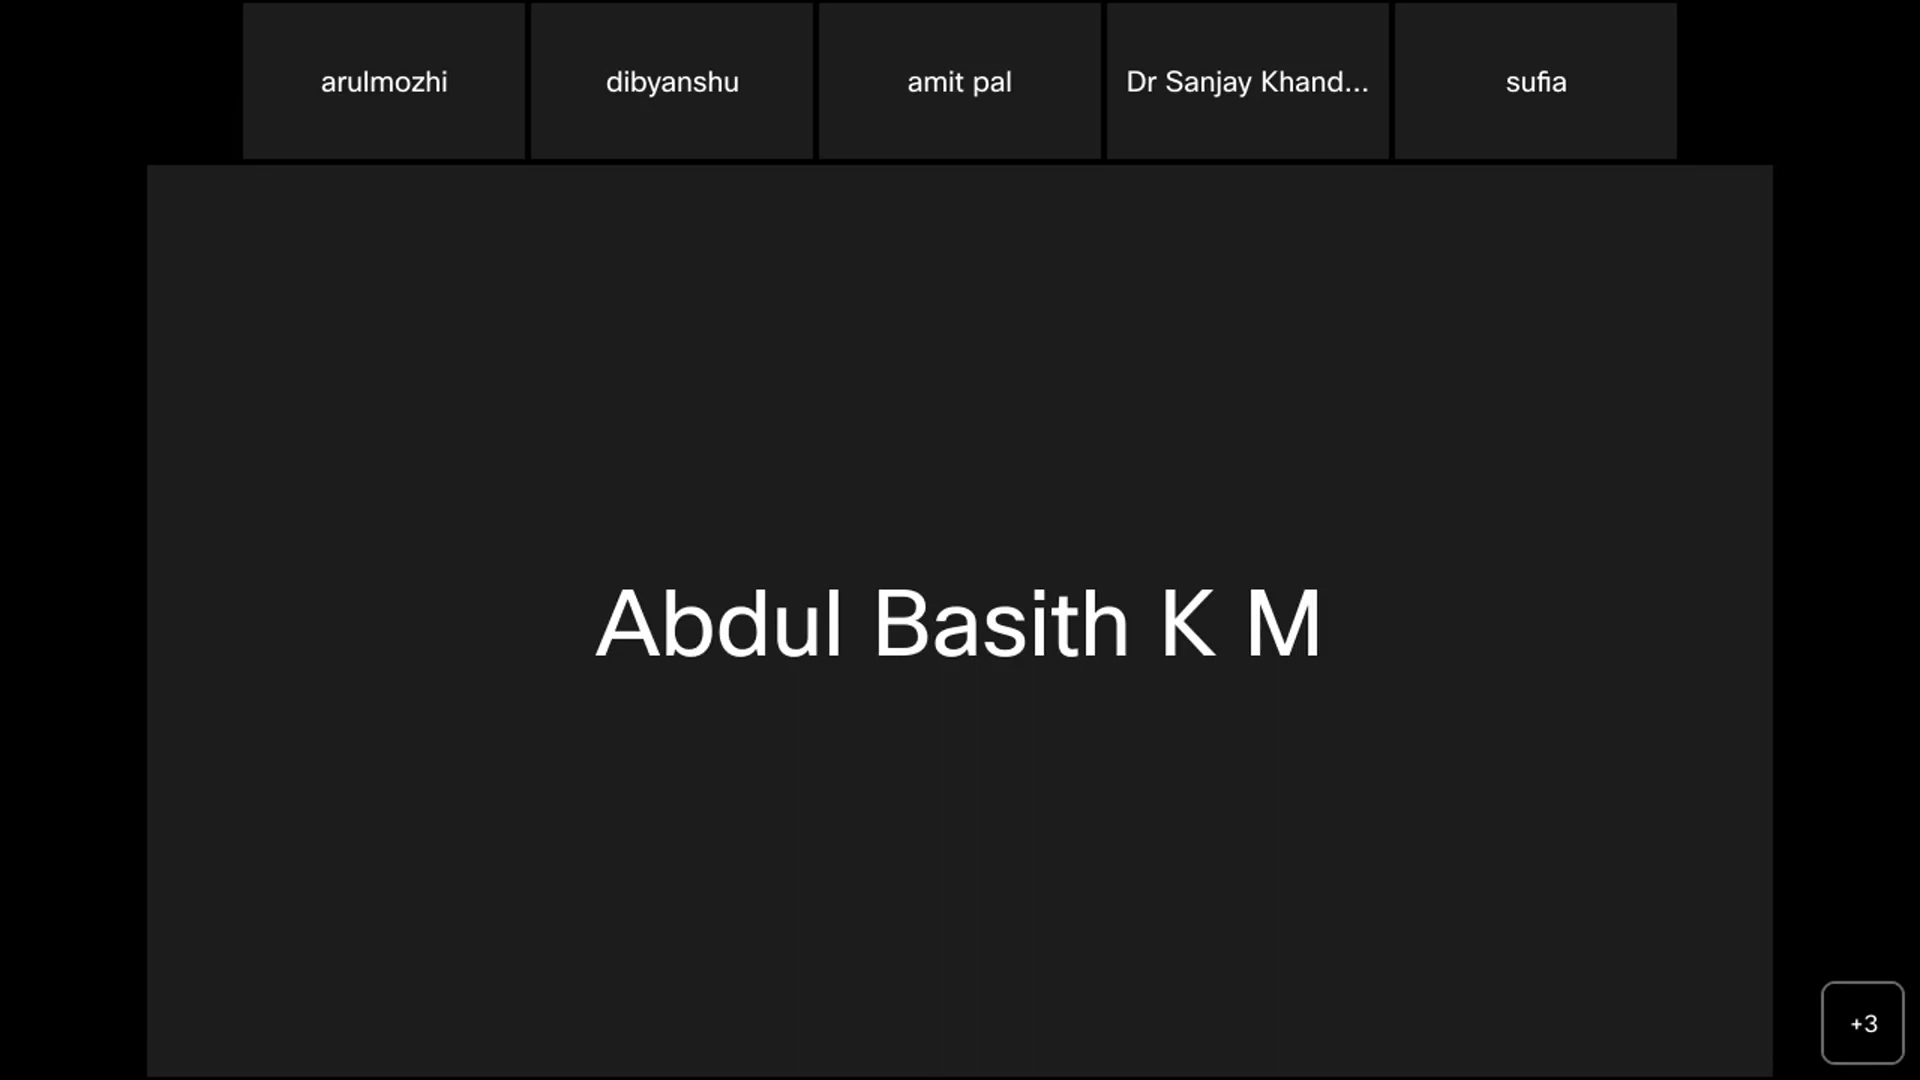 arulmozhi
dibyanshu
amit pal
Dr Sanjay Khand...
sufia
Abdul Basith K M
+3